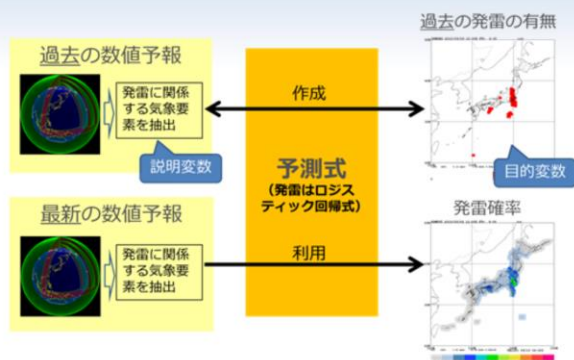 過去の発雷の有無
過去の数値予報
発雷に関係
する気象要
素を抽出
説明変数
作成
目的変数
予測式
(発雷はロジス
ティック回帰式)
最新の数値予報
発雷に関係
する気象要
素を抽出
利用
発雷確率